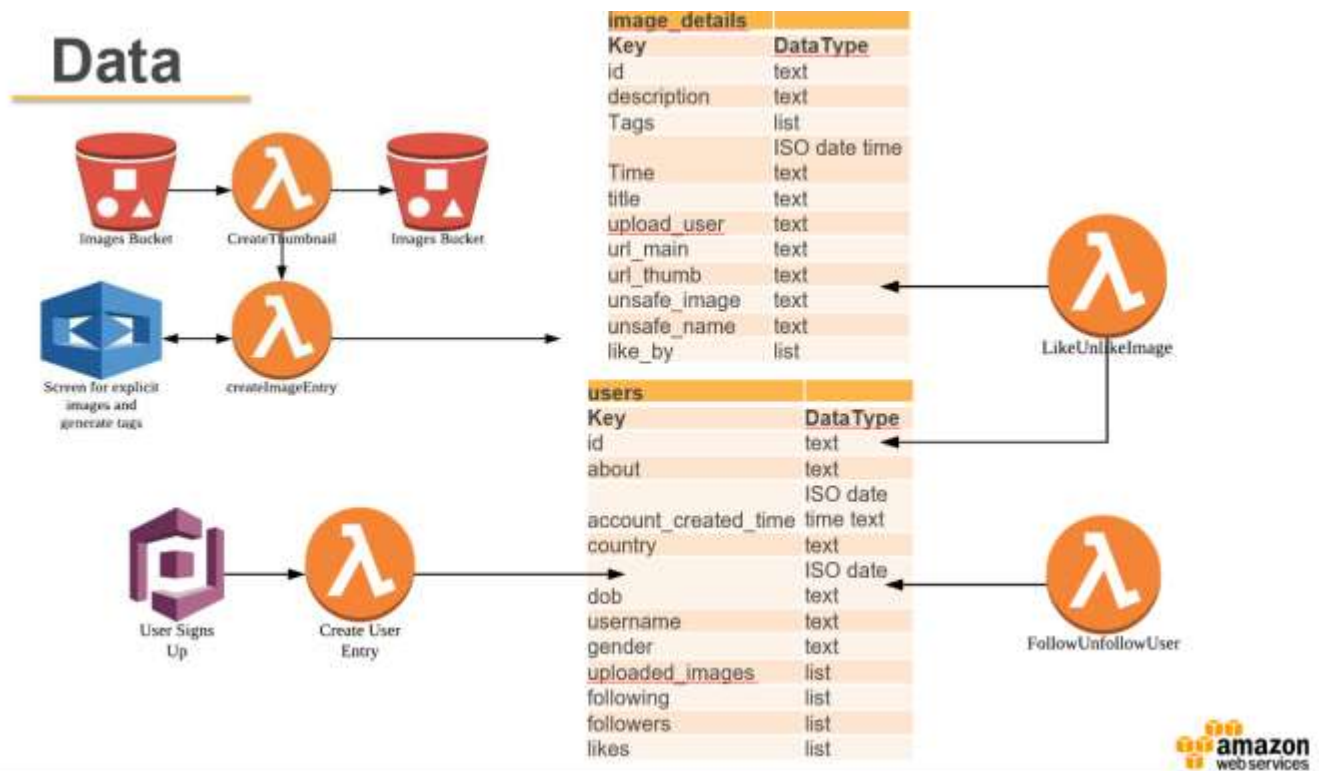 Data
Images Bucket
CreateThumbnail
Images Bucket
Screen for explicit
images and
generate tags
createImageEntry
User Signs
Up
Create User
Entry
image_details
Key DataType
id text
description text
Tags list
ISO date time
Time text
title text
upload_user text
url_main text
url_thumb text
unsafe_image text
unsafe_name text
like_by list
users
Key DataType
id text
about text
ISO date
account_created_time time text
country text
ISO date
dob text
username text
gender text
uploaded_images list
following list
followers list
likes list
LikeUnlikeImage
FollowUnfollowUser
amazon
web services